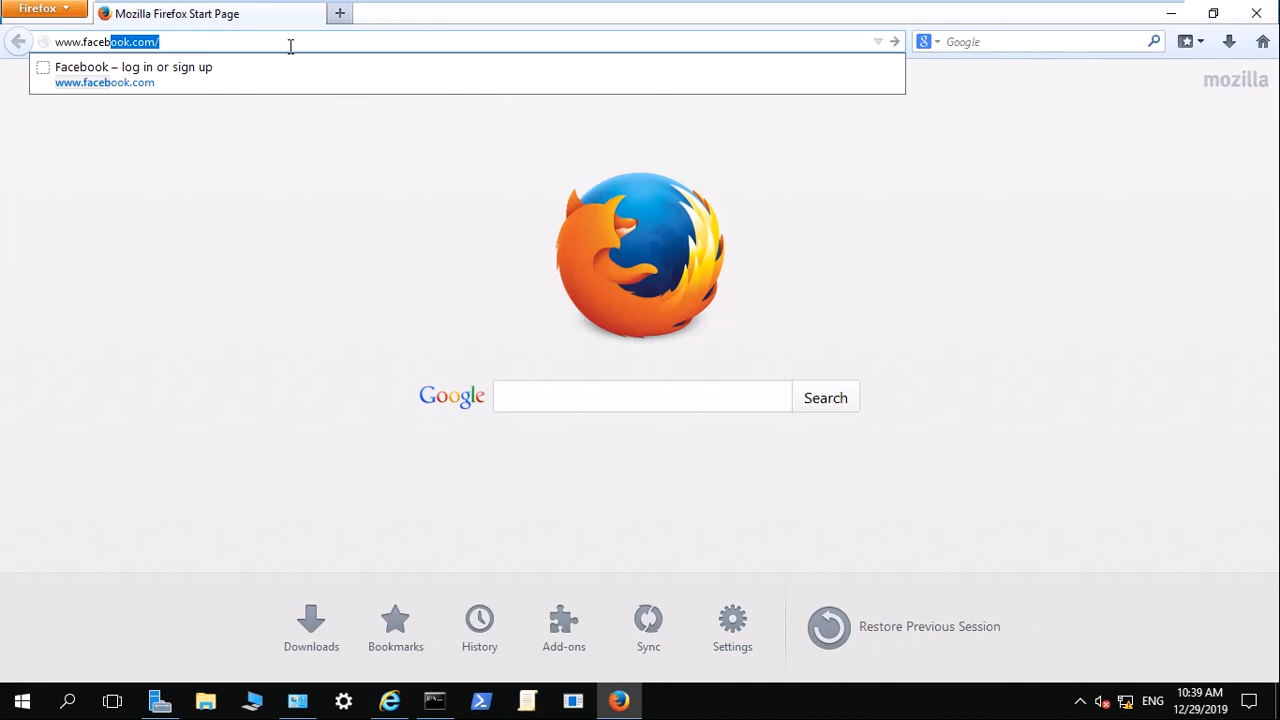 Firefox
Mozilla Firefox Start Page
www.facebook.com/
8 Google
Facebook – log in or sign up
www.facebook.com
mozilla
Google
Search
Downloads
Bookmarks
History
Add-ons
Sync
Settings
Restore Previous Session
ENG
10:39 AM
12/29/2019